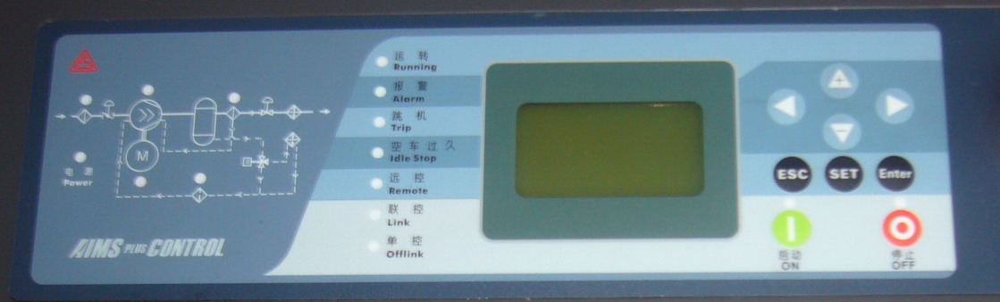 运转
Running
报警
Alarm
跳机
Trip
空车过久
Idle Stop
远控
Remote
联控
Link
单控
Offlink
M
电源
Power
AIMS PLUS CONTROL
+
−
ESC SET Enter
启动
ON
停止
OFF